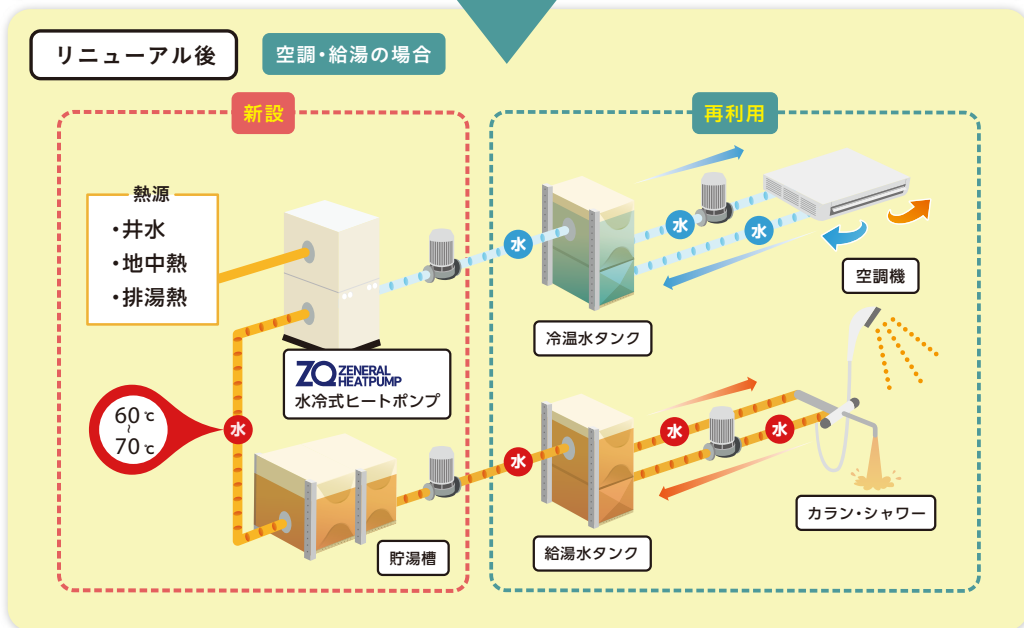 リニューアル後
空調・給湯の場合
新設
再利用
熱源
・井水
・地中熱
・排湯熱
水
水
水
空調機
冷温水タンク
ZQ ZENERAL HEATPUMP
水冷式ヒートポンプ
60℃
~
70℃
水
水
水
水
カラン・シャワー
貯湯槽
給湯水タンク